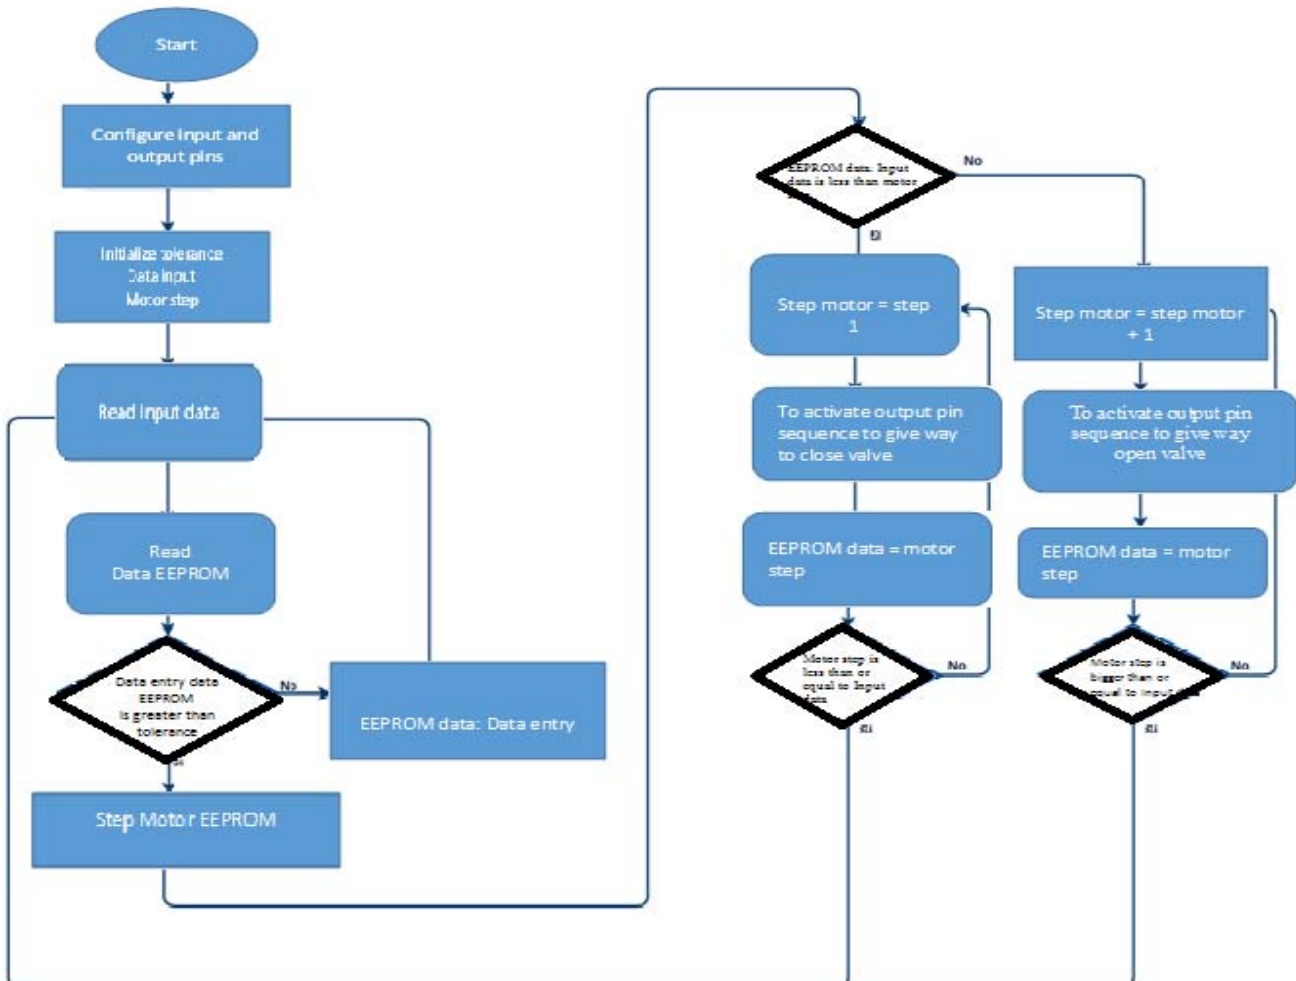 Start
Configure input and
output pins
Initialize tolerance
Data input
Motor step
Read input data
Read
Data EEPROM
Data entry data
EEPROM
is greater than
tolerance
No
EEPROM data: Data entry
Step Motor EEPROM
EEPROM data: Input
data is less than motor
No
Step motor = step
1
To activate output pin
sequence to give way
to close valve
EEPROM data = motor
step
Motor step is
less than or
equal to Input
data
No
Step motor = step motor
+ 1
To activate output pin
sequence to give way
open valve
EEPROM data = motor
step
Motor step is
bigger than or
equal to input
No